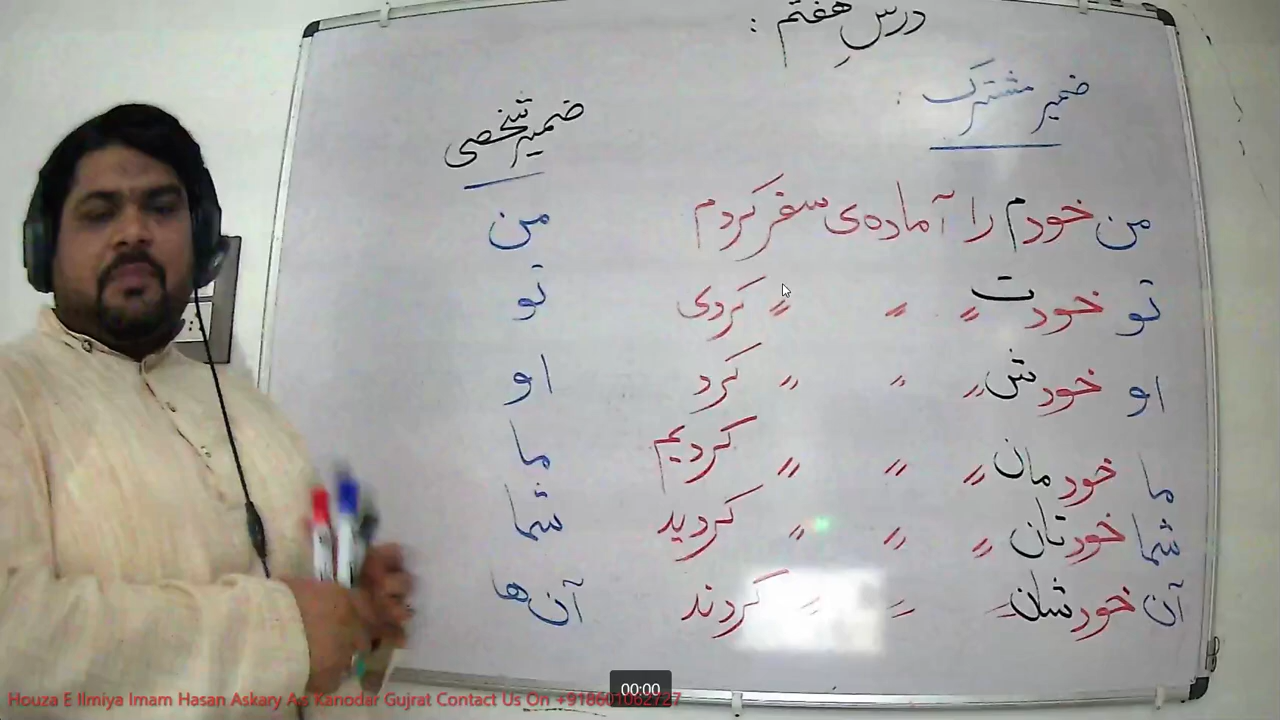 درسِ هفتم :
ضمیر مشترک :
ضمیر شخصی
من خودم را آماده‌ی سفر کردم
من
تو خودت " " " کردی
تو
او خودش " " " کرد
او
ما خودمان " " " کردیم
ما
شما خودتان " " " کردید
شما
آن خودشان " " " کردند
آن‌ها
00:00
Houza E Ilmiya Imam Hasan Askary As Kanodar Gujrat Contact Us On